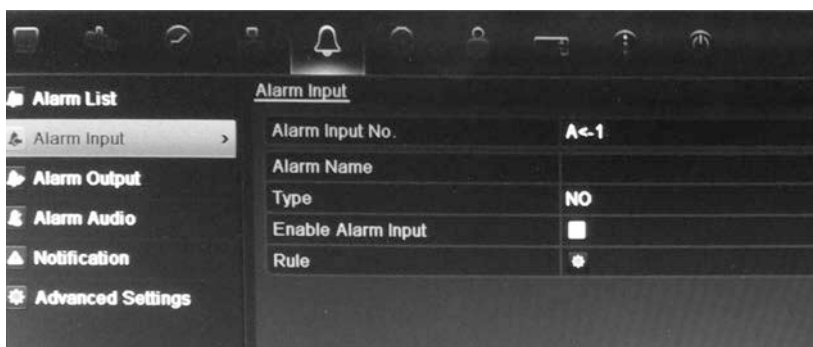 Alarm List
Alarm Input
Alarm Output
Alarm Audio
Notification
Advanced Settings
Alarm Input
Alarm Input No. A<-1
Alarm Name
Type NO
Enable Alarm Input
Rule